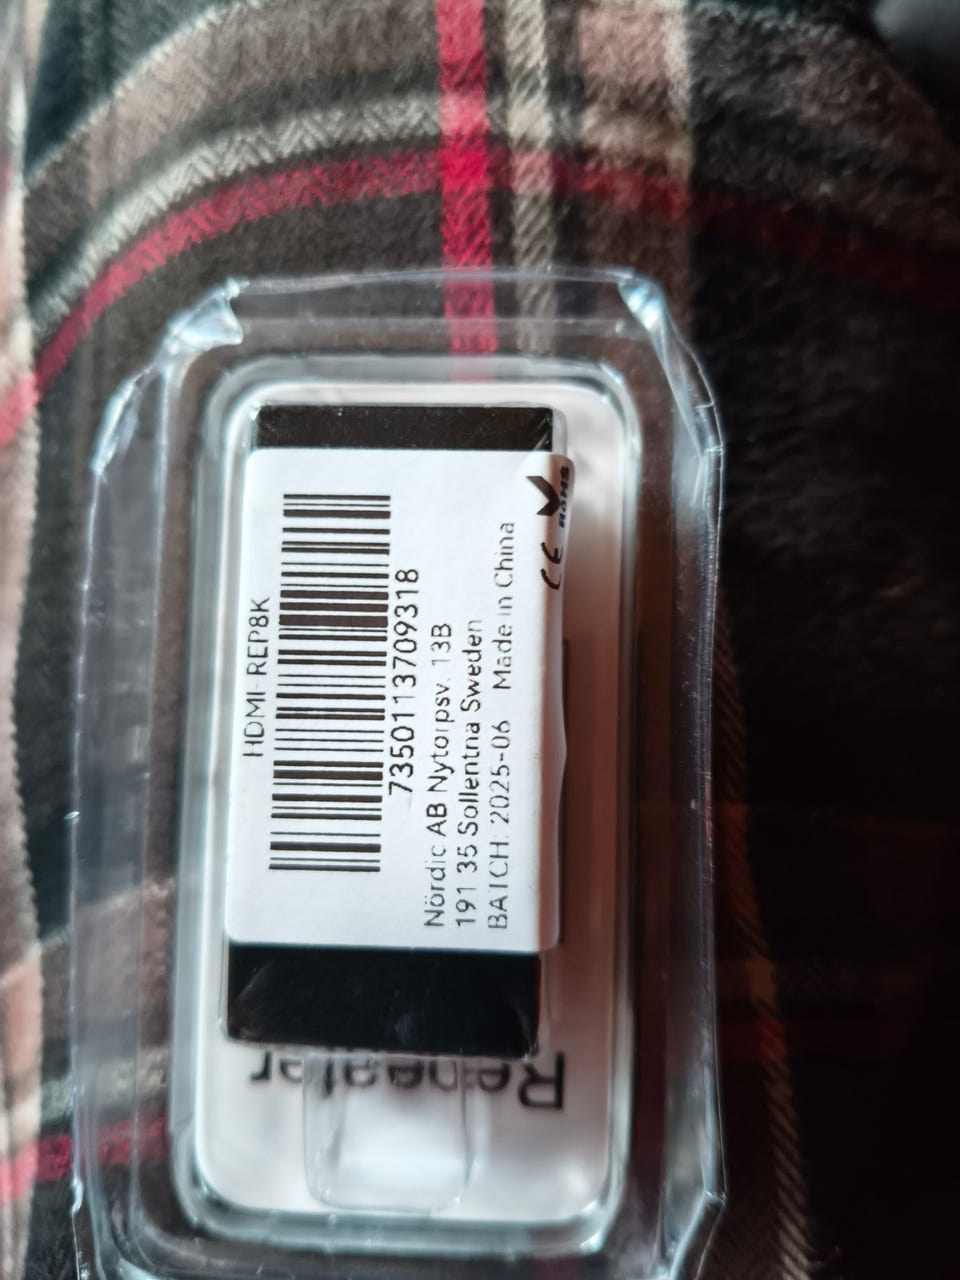 HDMI-REP8K
7350113709318
Nördic AB Nytorpsv. 13B
191 35 Sollentna Sweden
BATCH: 2025-06 Made in China
CE RoHS
Repeater